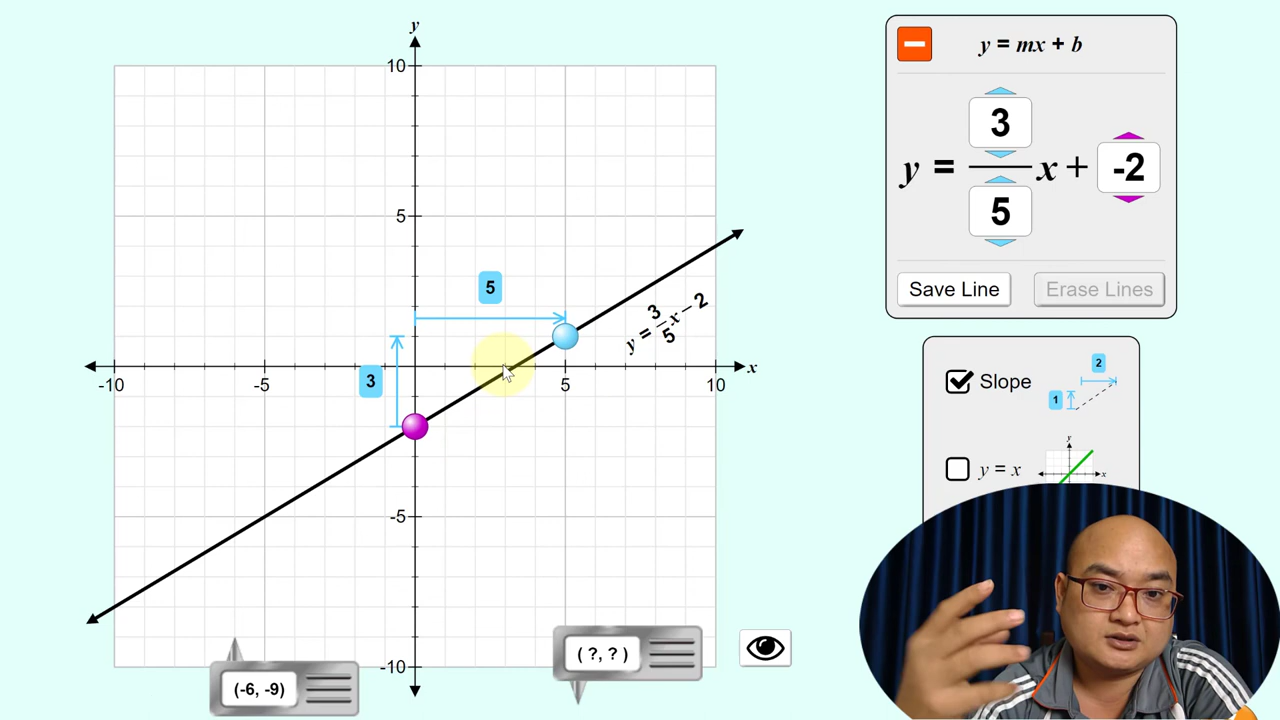 y
10
5
-5
-10
-10
-5
5
10
x
5
3
y = 3/5 x − 2
(-6, -9)
( ?, ? )
y = mx + b
y = 3/5 x + -2
Save Line
Erase Lines
Slope
2
1
y = x
y
x